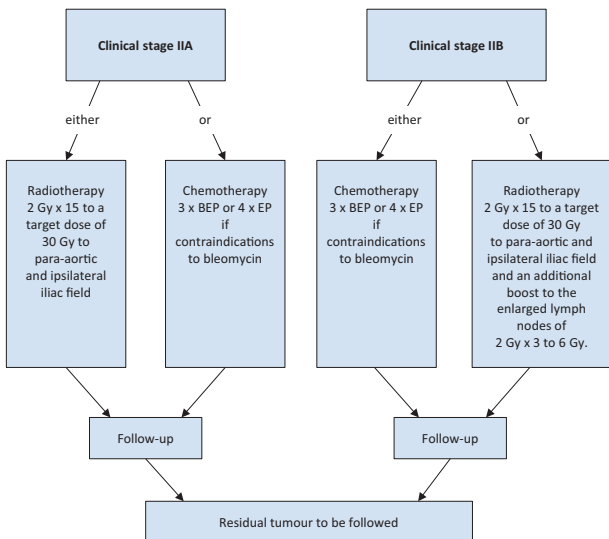 Clinical stage IIA
Clinical stage IIB
either
or
either
or
Radiotherapy
2 Gy x 15 to a
target dose of
30 Gy to
para-aortic
and ipsilateral
iliac field
Chemotherapy
3 x BEP or 4 x EP
if
contraindications
to bleomycin
Chemotherapy
3 x BEP or 4 x EP
if
contraindications
to bleomycin
Radiotherapy
2 Gy x 15 to a target
dose of 30 Gy
to para-aortic and
ipsilateral iliac field
and an additional
boost to the
enlarged lymph
nodes of
2 Gy x 3 to 6 Gy.
Follow-up
Follow-up
Residual tumour to be followed